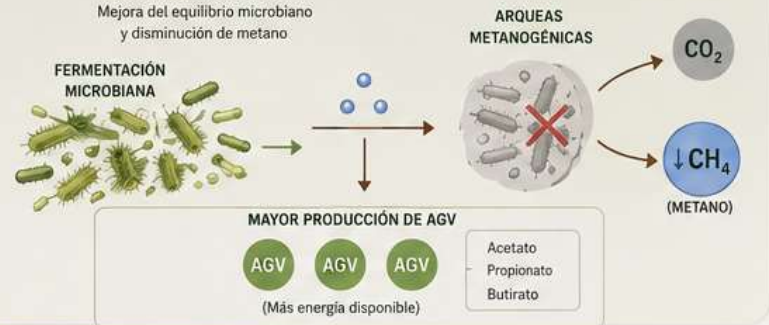 Mejora del equilibrio microbiano
y disminución de metano
FERMENTACIÓN
MICROBIANA
ARQUEAS
METANOGÉNICAS
CO₂
↓CH₄
(METANO)
MAYOR PRODUCCIÓN DE AGV
AGV AGV AGV
(Más energía disponible)
Acetato
Propionato
Butirato